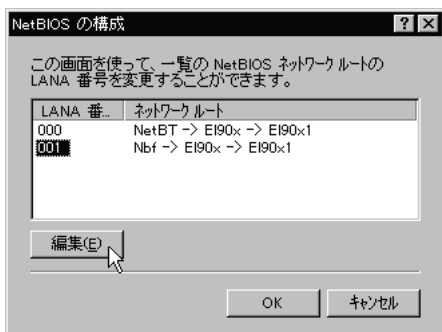 NetBIOS の構成
この画面を使って、一覧の NetBIOS ネットワーク ルートの
LANA 番号を変更することができます。
LANA 番... ネットワーク ルート
000 NetBT -> El90x -> El90x1
001 Nbf -> El90x -> El90x1
編集(E)
OK キャンセル